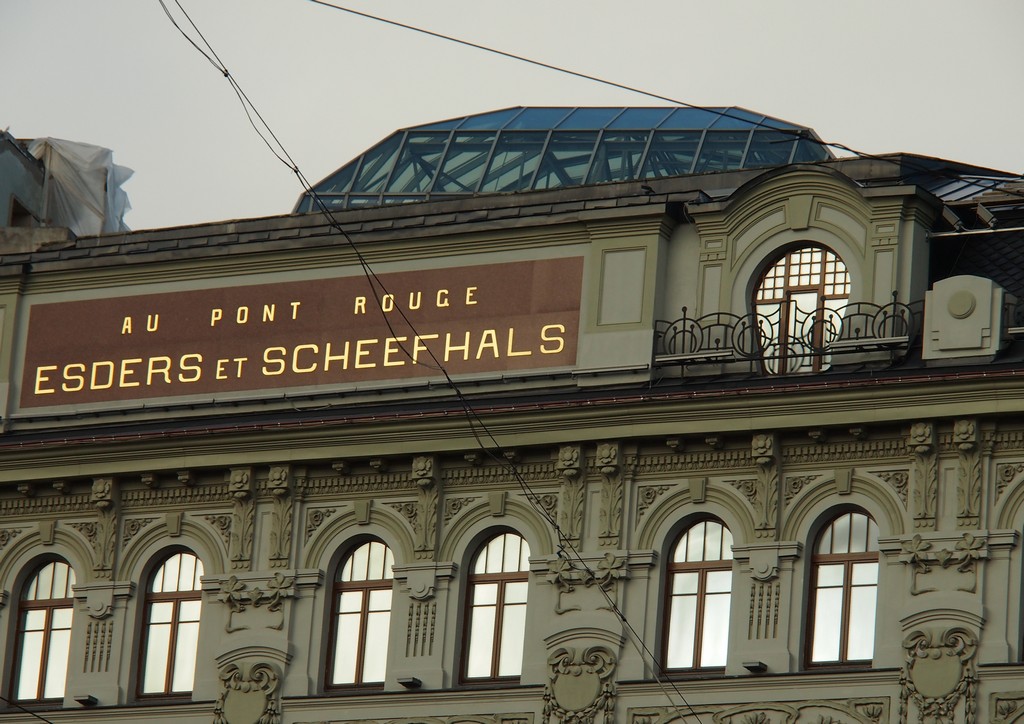 AU PONT ROUGE
ESDERS ET SCHEEFHALS